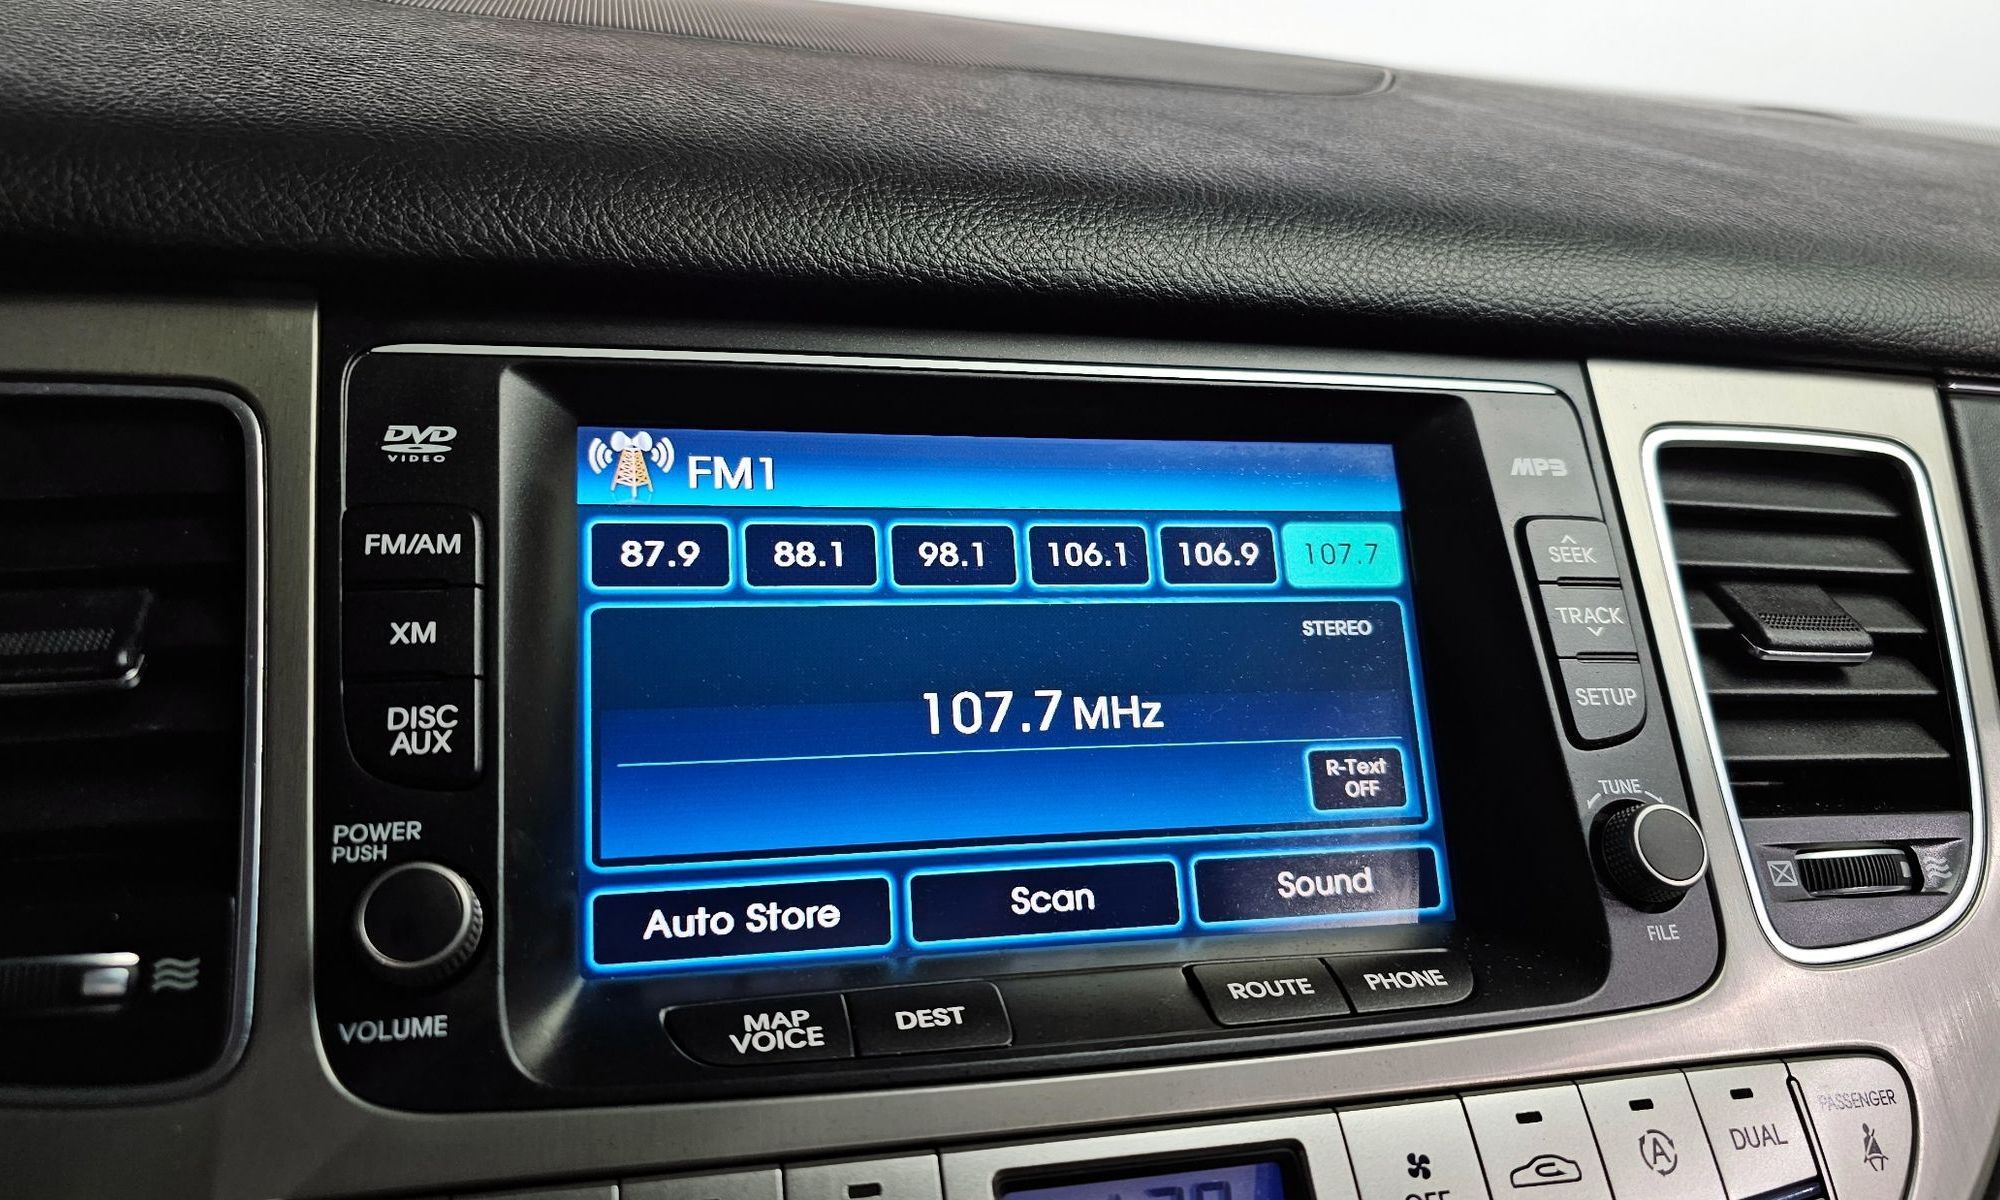 DVD
VIDEO
FM/AM
XM
DISC
AUX
POWER
PUSH
VOLUME
FM1
87.9 88.1 98.1 106.1 106.9 107.7
STEREO
107.7 MHz
R-Text
OFF
Auto Store Scan Sound
MAP
VOICE
DEST
ROUTE
PHONE
MP3
SEEK
TRACK
SETUP
TUNE
FILE
OFF
DUAL
PASSENGER